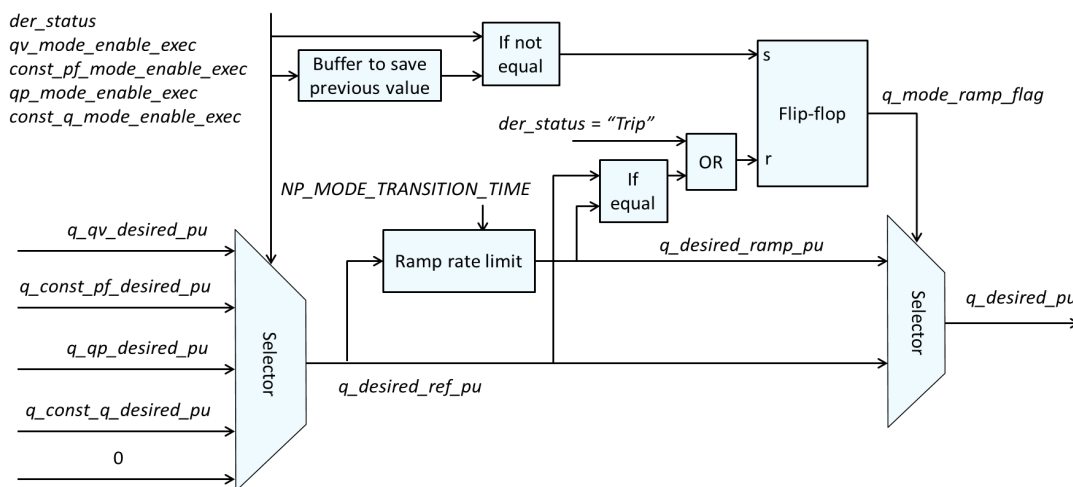 der_status
qv_mode_enable_exec
const_pf_mode_enable_exec
qp_mode_enable_exec
const_q_mode_enable_exec
Buffer to save
previous value
If not
equal
s
Flip-flop
r
q_mode_ramp_flag
der_status = “Trip”
OR
If
equal
NP_MODE_TRANSITION_TIME
Ramp rate limit
q_desired_ramp_pu
q_qv_desired_pu
q_const_pf_desired_pu
q_qp_desired_pu
q_const_q_desired_pu
0
Selector
q_desired_ref_pu
Selector
q_desired_pu